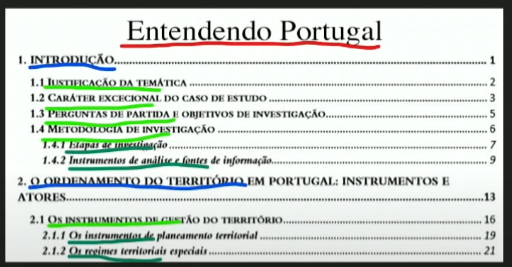 Entendendo Portugal
1. INTRODUÇÃO.......... 1
1.1 JUSTIFICAÇÃO DA TEMÁTICA .......... 2
1.2 CARÁTER EXCECIONAL DO CASO DE ESTUDO .......... 3
1.3 PERGUNTAS DE PARTIDA E OBJETIVOS DE INVESTIGAÇÃO.......... 5
1.4 METODOLOGIA DE INVESTIGAÇÃO .......... 6
1.4.1 Etapas de investigação .......... 7
1.4.2 Instrumentos de análise e fontes de informação.......... 9
2. O ORDENAMENTO DO TERRITÓRIO EM PORTUGAL: INSTRUMENTOS E
ATORES.......... 13
2.1 OS INSTRUMENTOS DE GESTÃO DO TERRITÓRIO.......... 16
2.1.1 Os instrumentos de planeamento territorial .......... 19
2.1.2 Os regimes territoriais especiais .......... 21